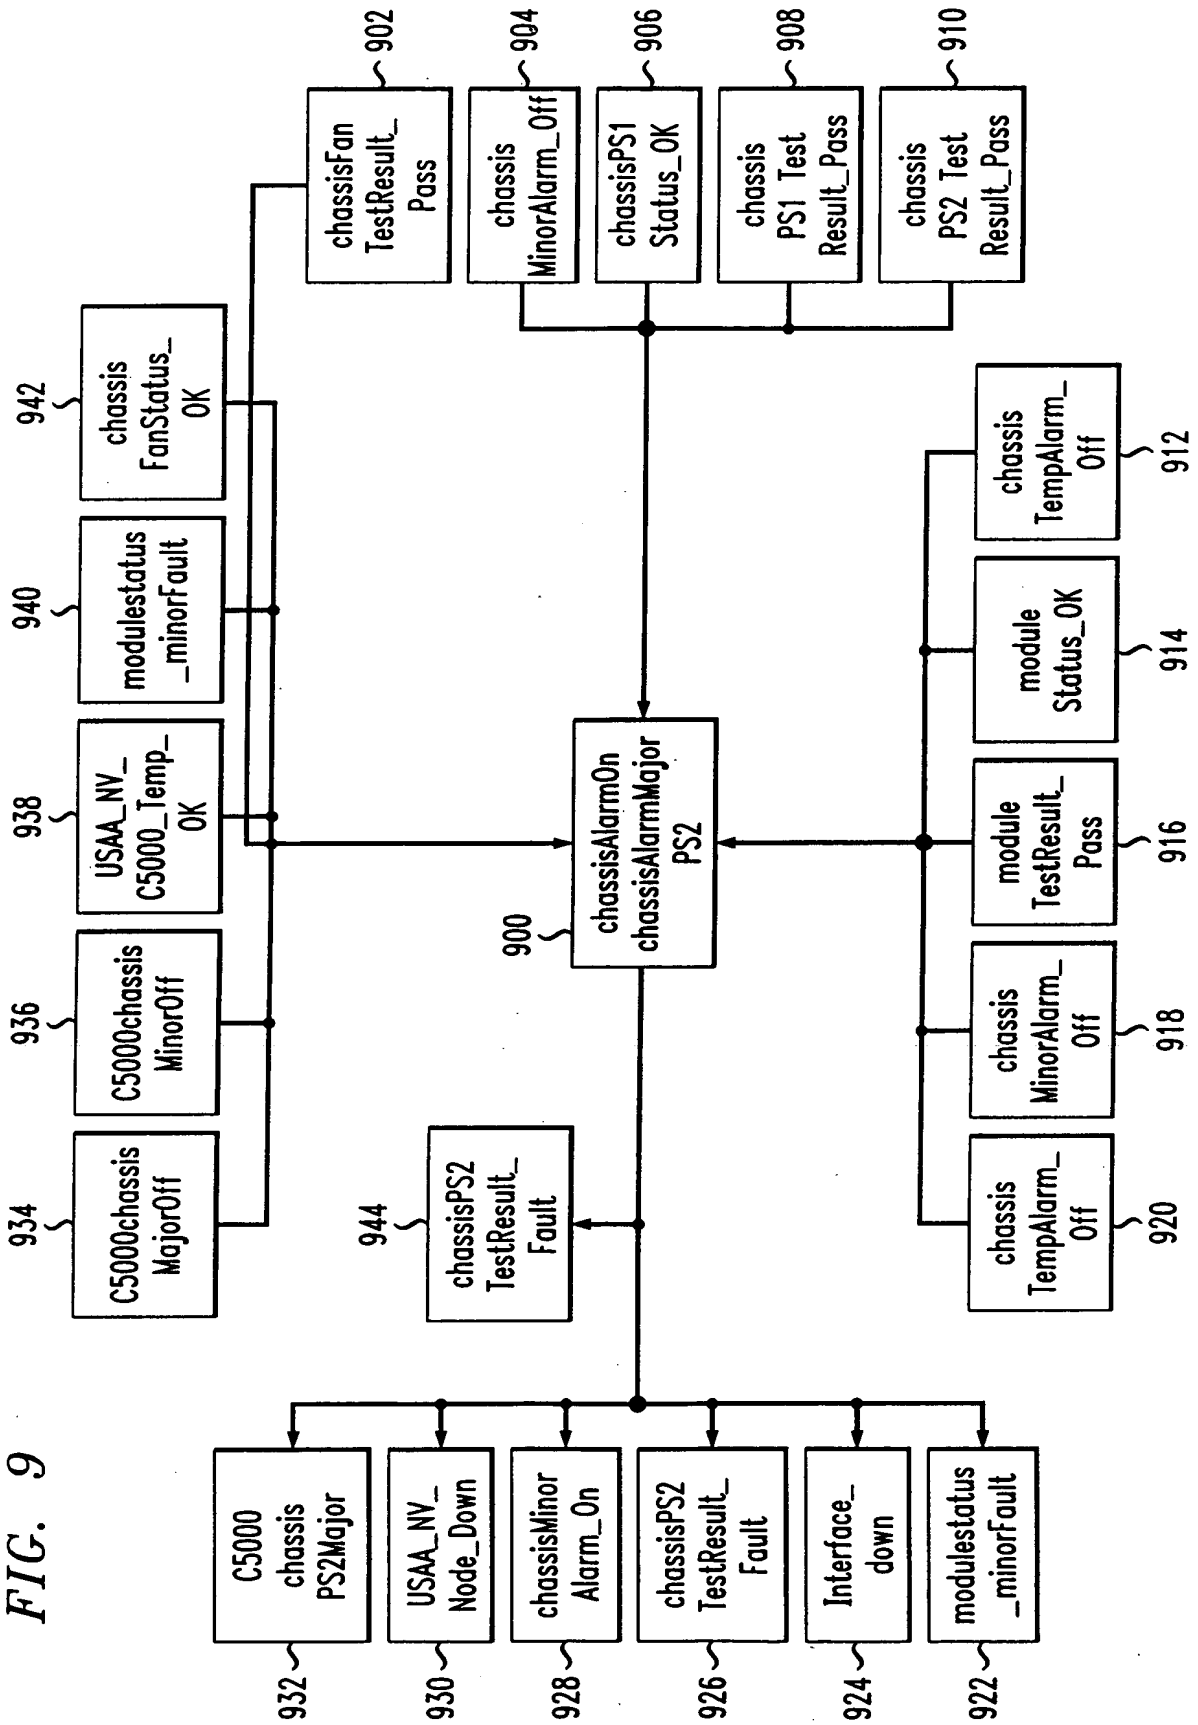 FIG. 9
934
C5000chassis
MajorOff
936
C5000chassis
MinorOff
938
USAA_NV_
C5000_Temp_
OK
940
modulestatus
_minorFault
942
chassis
FanStatus_
OK
932
C5000
chassis
PS2Major
930
USAA_NV_
Node_Down
928
chassisMinor
Alarm_On
926
chassisPS2
TestResult_
Fault
924
Interface_
down
922
modulestatus
_minorFault
944
chassisPS2
TestResult_
Fault
900
chassisAlarmOn
chassisAlarmMajor
PS2
chassisFan
TestResult_
Pass
902
chassis
MinorAlarm_Off
904
chassisPS1
Status_OK
906
chassis
PS1 Test
Result_Pass
908
chassis
PS2 Test
Result_Pass
910
chassis
TempAlarm_
Off
920
chassis
MinorAlarm_
Off
918
module
TestResult_
Pass
916
module
Status_OK
914
chassis
TempAlarm_
Off
912